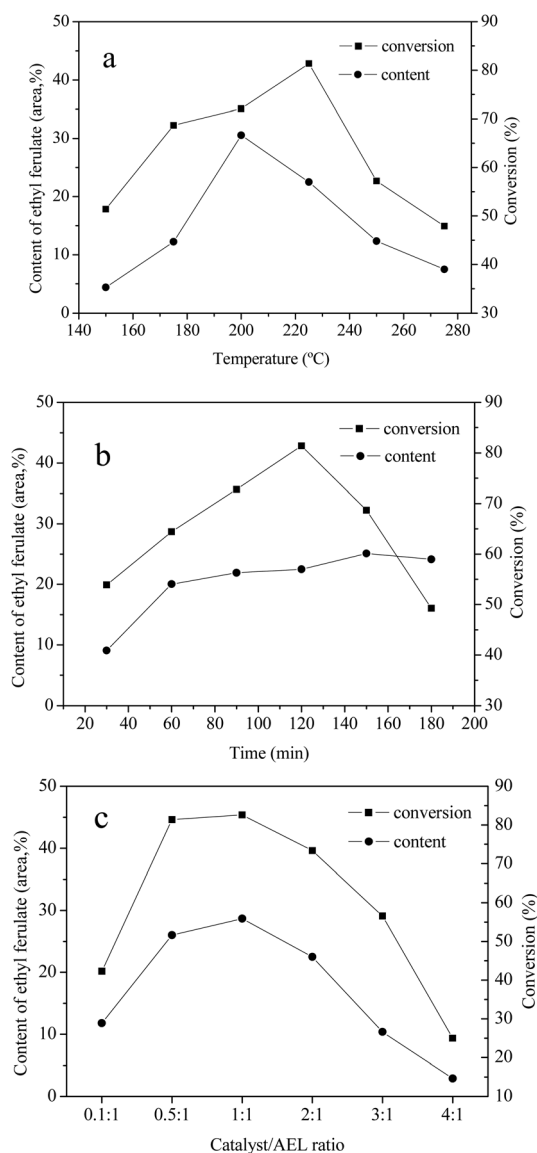 a
conversion
content
Content of ethyl ferulate (area,%)
50
40
30
20
10
0
Conversion (%)
90
80
70
60
50
40
30
140 160 180 200 220 240 260 280
Temperature (ºC)
b
conversion
content
Content of ethyl ferulate (area,%)
50
40
30
20
10
0
Conversion (%)
90
80
70
60
50
40
30
20 40 60 80 100 120 140 160 180 200
Time (min)
c
conversion
content
Content of ethyl ferulate (area,%)
50
40
30
20
10
0
Conversion (%)
90
80
70
60
50
40
30
20
10
0.1:1 0.5:1 1:1 2:1 3:1 4:1
Catalyst/AEL ratio